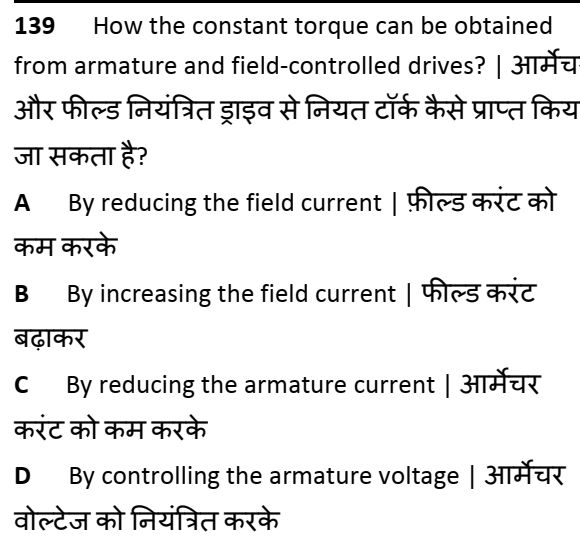 139 How the constant torque can be obtained
from armature and field-controlled drives? | आर्मेचर
और फील्ड नियंत्रित ड्राइव से नियत टॉर्क कैसे प्राप्त किय
जा सकता है?
A By reducing the field current | फ़ील्ड करंट को
कम करके
B By increasing the field current | फील्ड करंट
बढ़ाकर
C By reducing the armature current | आर्मेचर
करंट को कम करके
D By controlling the armature voltage | आर्मेचर
वोल्टेज को नियंत्रित करके